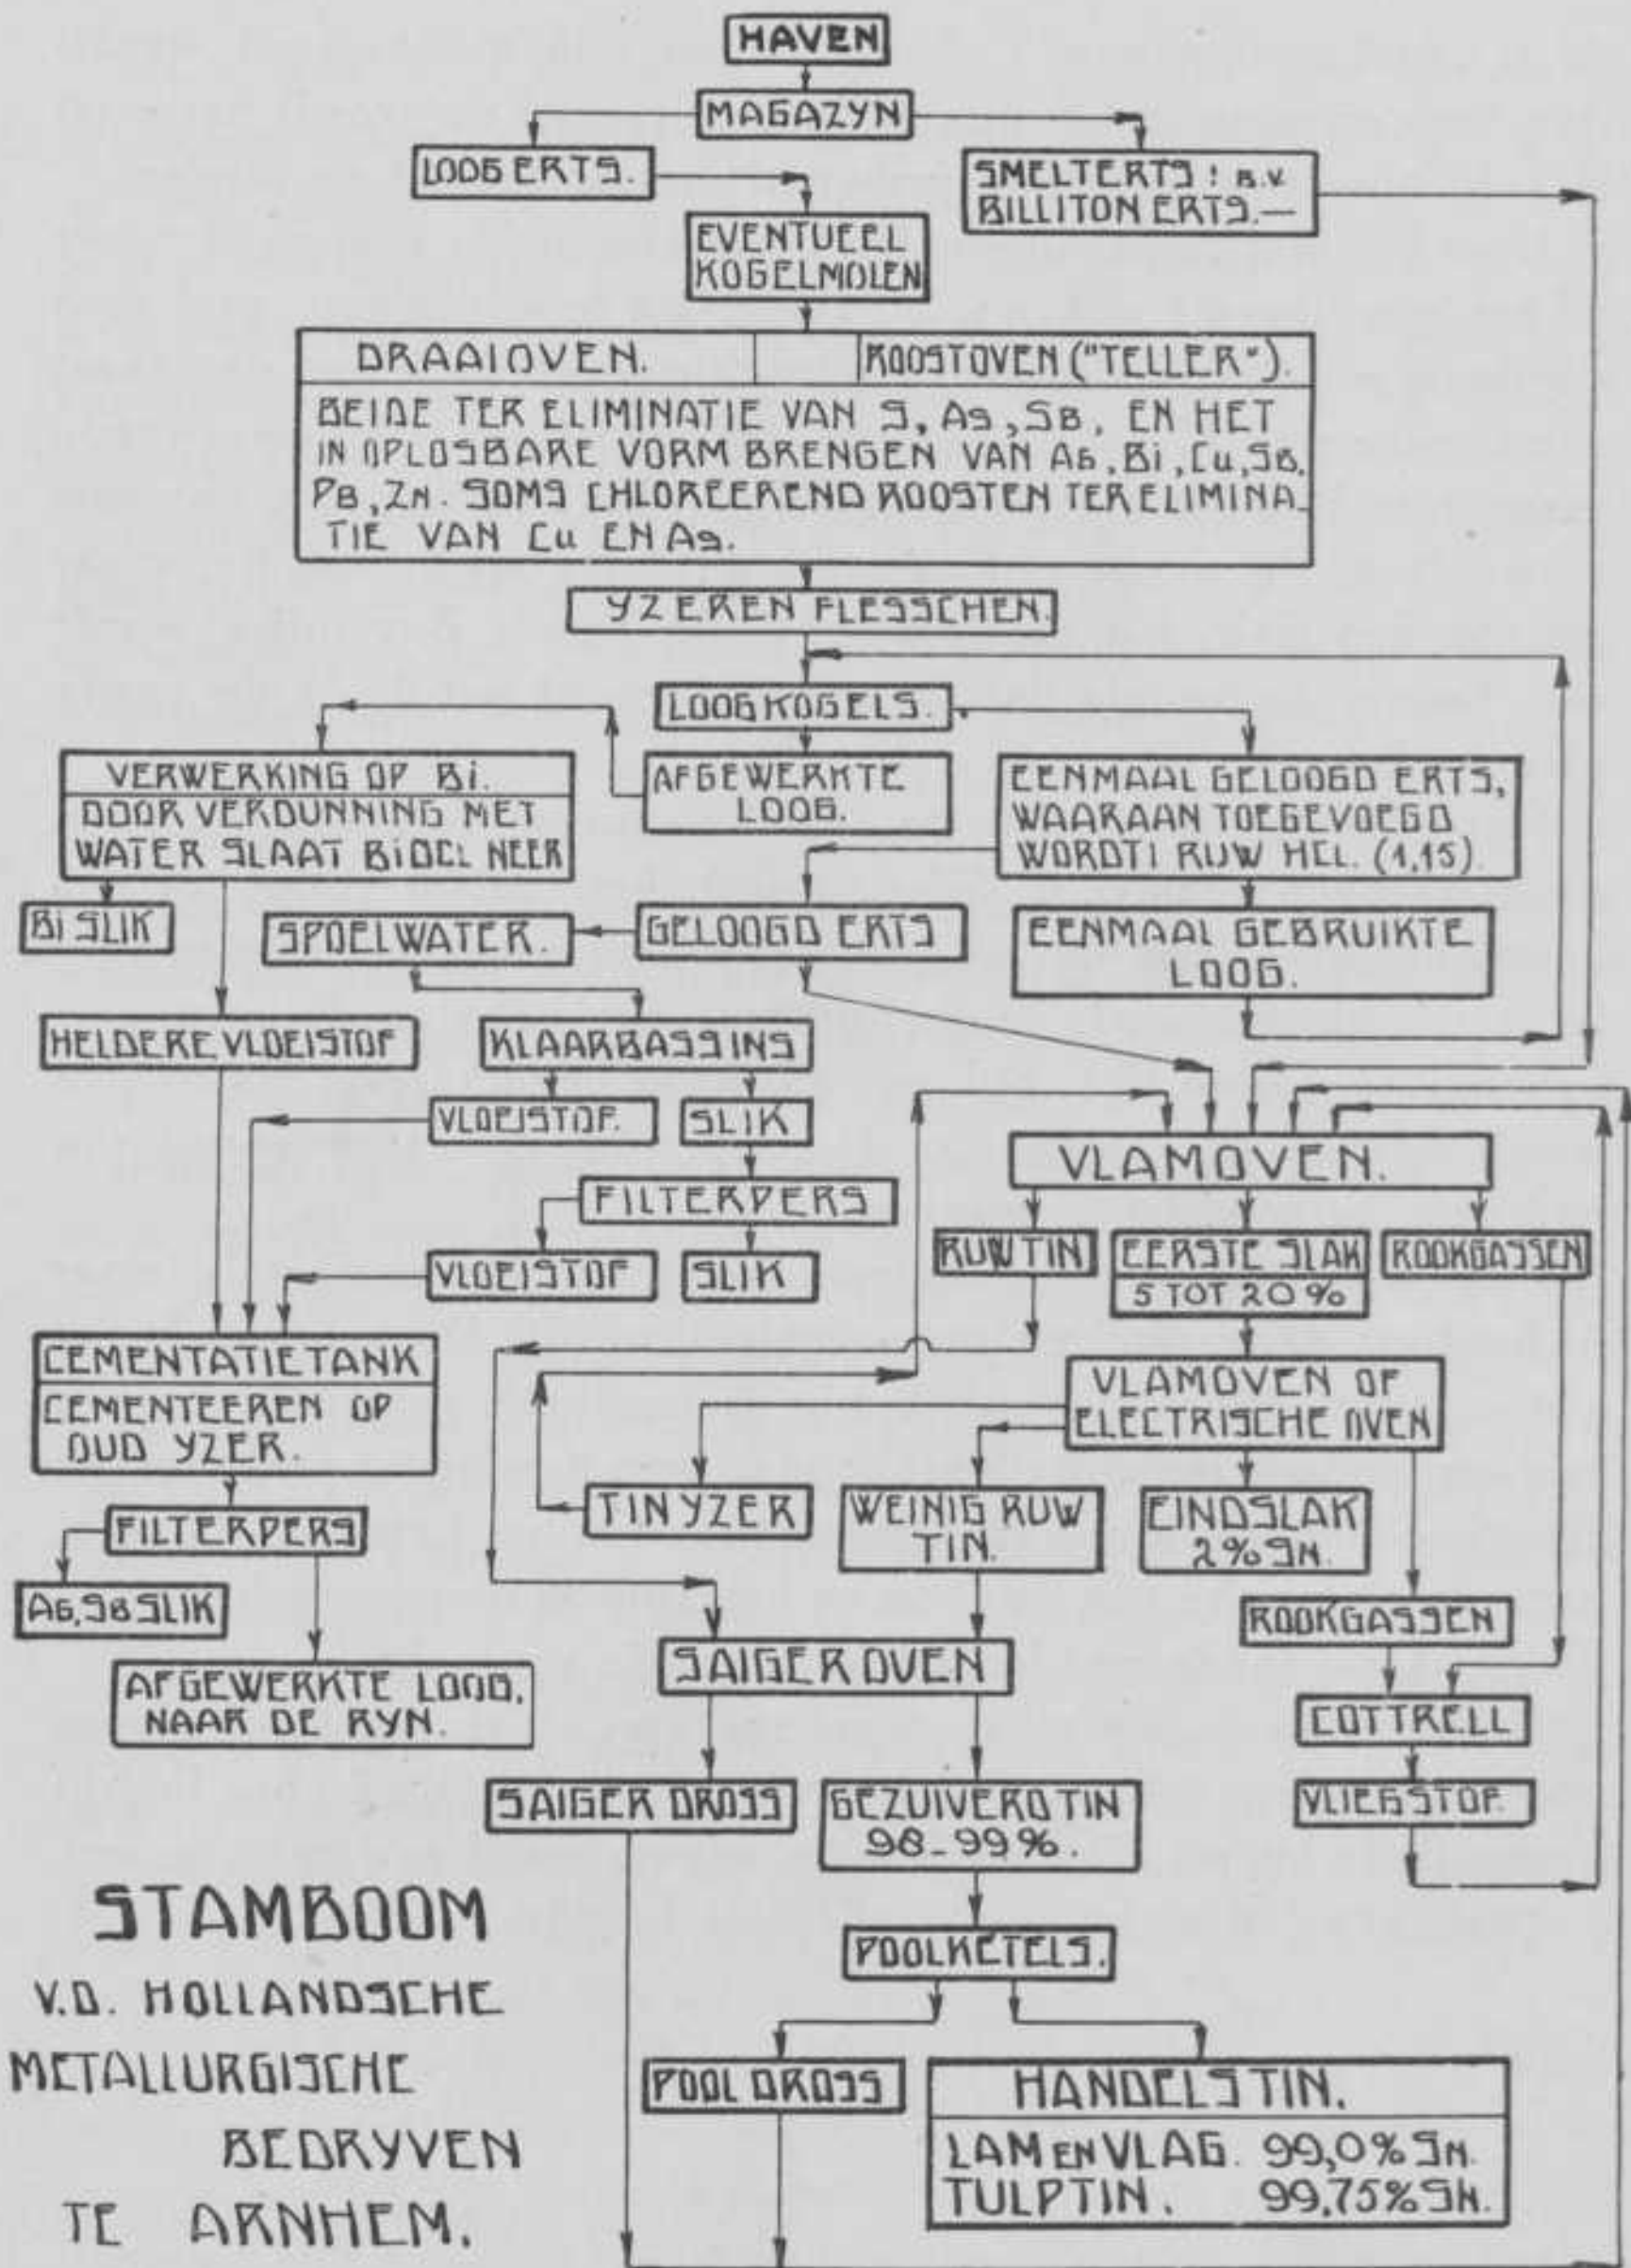 HAVEN
MAGAZYN
LOOG ERTS.
SMELTERTS : B.V.
BILLITON ERTS.—
EVENTUEEL
KOGELMOLEN
DRAAIOVEN.
ROOSTOVEN ("TELLER").
BEIDE TER ELIMINATIE VAN S, As, SB, EN HET
IN OPLOSBARE VORM BRENGEN VAN AG, Bi, Cu, SB,
PB, ZN. SOMS CHLOREEREND ROOSTEN TER ELIMINA-
TIE VAN Cu EN As.
YZEREN FLESSCHEN.
LOOGKOGELS.
VERWERKING OP Bi.
DOOR VERDUNNING MET
WATER SLAAT BiOCL NEER
AFGEWERKTE
LOOG.
EENMAAL GELOOGD ERTS,
WAARAAN TOEGEVOEGD
WORDT: RUW HCL. (1,15).
BI SLIK
SPOELWATER.
GELOOGD ERTS
EENMAAL GEBRUIKTE
LOOG.
HELDERE VLOEISTOF
KLAARBASSINS
VLOEISTOF.
SLIK
VLAMOVEN.
FILTERPERS
RUW TIN
EERSTE SLAK
5 TOT 20 %
ROOKGASSEN
VLOEISTOF
SLIK
CEMENTATIETANK
CEMENTEEREN OP
OUD YZER.
VLAMOVEN OF
ELECTRISCHE OVEN
TINYZER
WEINIG RUW
TIN.
EINDSLAK
2% SN.
FILTERPERS
AG, SB SLIK
ROOKGASSEN
AFGEWERKTE LOOG,
NAAR DE RYN.
SAIGER OVEN
COTTRELL
SAIGER DROSS
GEZUIVERD TIN
98-99%.
VLIEGSTOF.
POOLKETELS.
POOL DROSS
HANDELSTIN.
LAM EN VLAG. 99,0% SN.
TULPTIN. 99,75% SN.
STAMBOOM
V.D. HOLLANDSCHE
METALLURGISCHE
BEDRYVEN
TE ARNHEM.